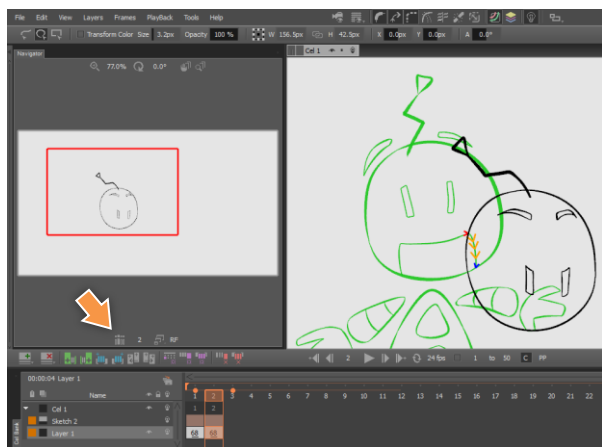 File Edit View Layers Frames PlayBack Tools Help
Transform Color Size 3.2px Opacity 100 % W 156.5px H 42.5px X 0.0px Y 0.0px A 0.0°
Navigator
Cel 1
77.0% 0.0°
2 RP
2 24 fps 1 to 50 C PP
00:00:04 Layer 1
Name 1 2 3 4 5 6 7 8 9 10 11 12 13 14 15 16 17 18 19 20 21 22
Cel 1 1 2
Sketch 2
Layer 1 68 68
Cel Bank